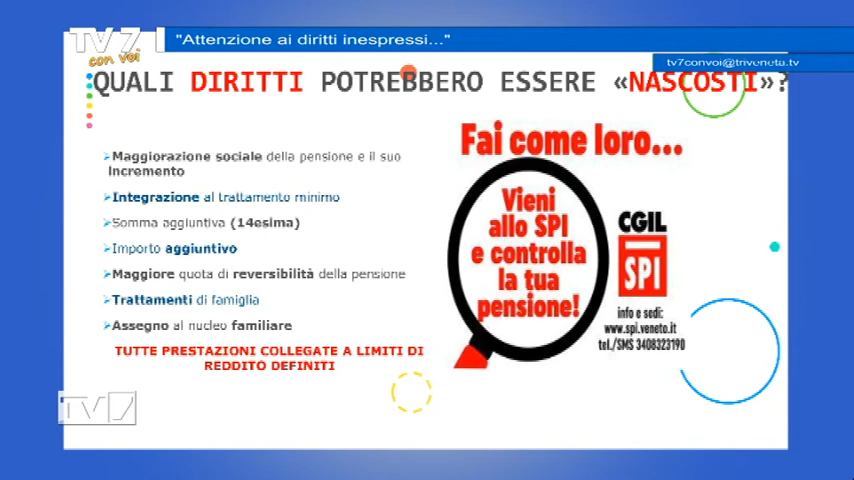 TV7
con voi
"Attenzione ai diritti inespressi..."
tv7convoi@triveneta.tv
QUALI DIRITTI POTREBBERO ESSERE «NASCOSTI»?
Maggiorazione sociale della pensione e il suo
incremento
Integrazione al trattamento minimo
Somma aggiuntiva (14esima)
Importo aggiuntivo
Maggiore quota di reversibilità della pensione
Trattamenti di famiglia
Assegno al nucleo familiare
TUTTE PRESTAZIONI COLLEGATE A LIMITI DI
REDDITO DEFINITI
Fai come loro...
Vieni
allo SPI
e controlla
la tua
pensione!
CGIL
SPI
info e sedi:
www.spi.veneto.it
tel./SMS 3408323190
TV7